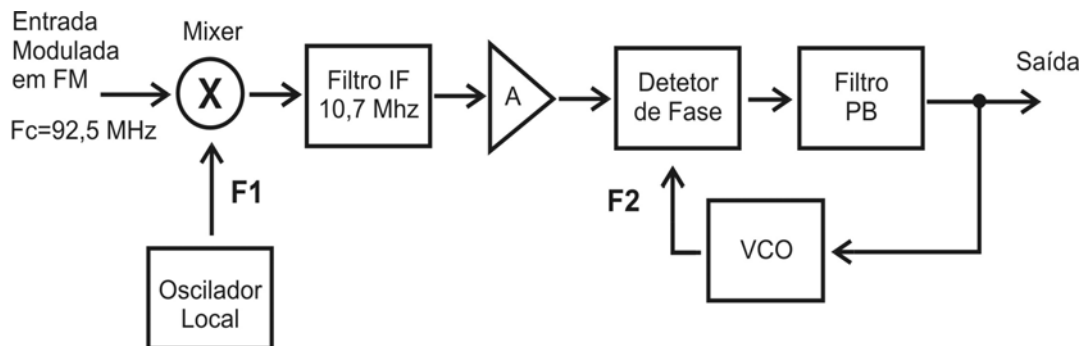 Entrada
Modulada
em FM
Fc=92,5 MHz
Mixer
X
F1
Oscilador
Local
Filtro IF
10,7 Mhz
A
Detetor
de Fase
F2
Filtro
PB
VCO
Saída